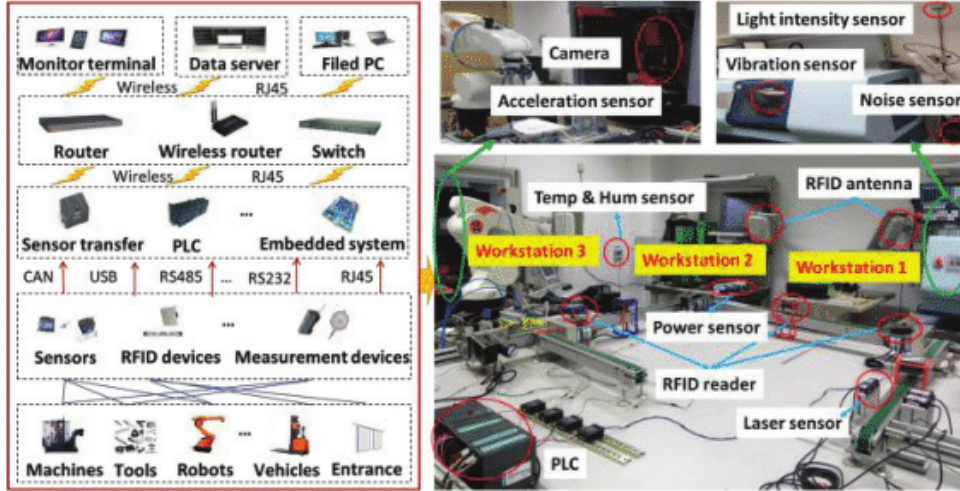 Monitor terminal
Data server
Filed PC
Wireless
RJ45
Router
Wireless router
Switch
Wireless
RJ45
Sensor transfer
PLC
...
Embedded system
CAN
USB
RS485
...
RS232
RJ45
Sensors
RFID devices
...
Measurement devices
...
Machines
Tools
Robots
Vehicles
Entrance
Camera
Acceleration sensor
Light intensity sensor
Vibration sensor
Noise sensor
Temp & Hum sensor
RFID antenna
Workstation 3
Workstation 2
Workstation 1
Power sensor
RFID reader
Laser sensor
PLC